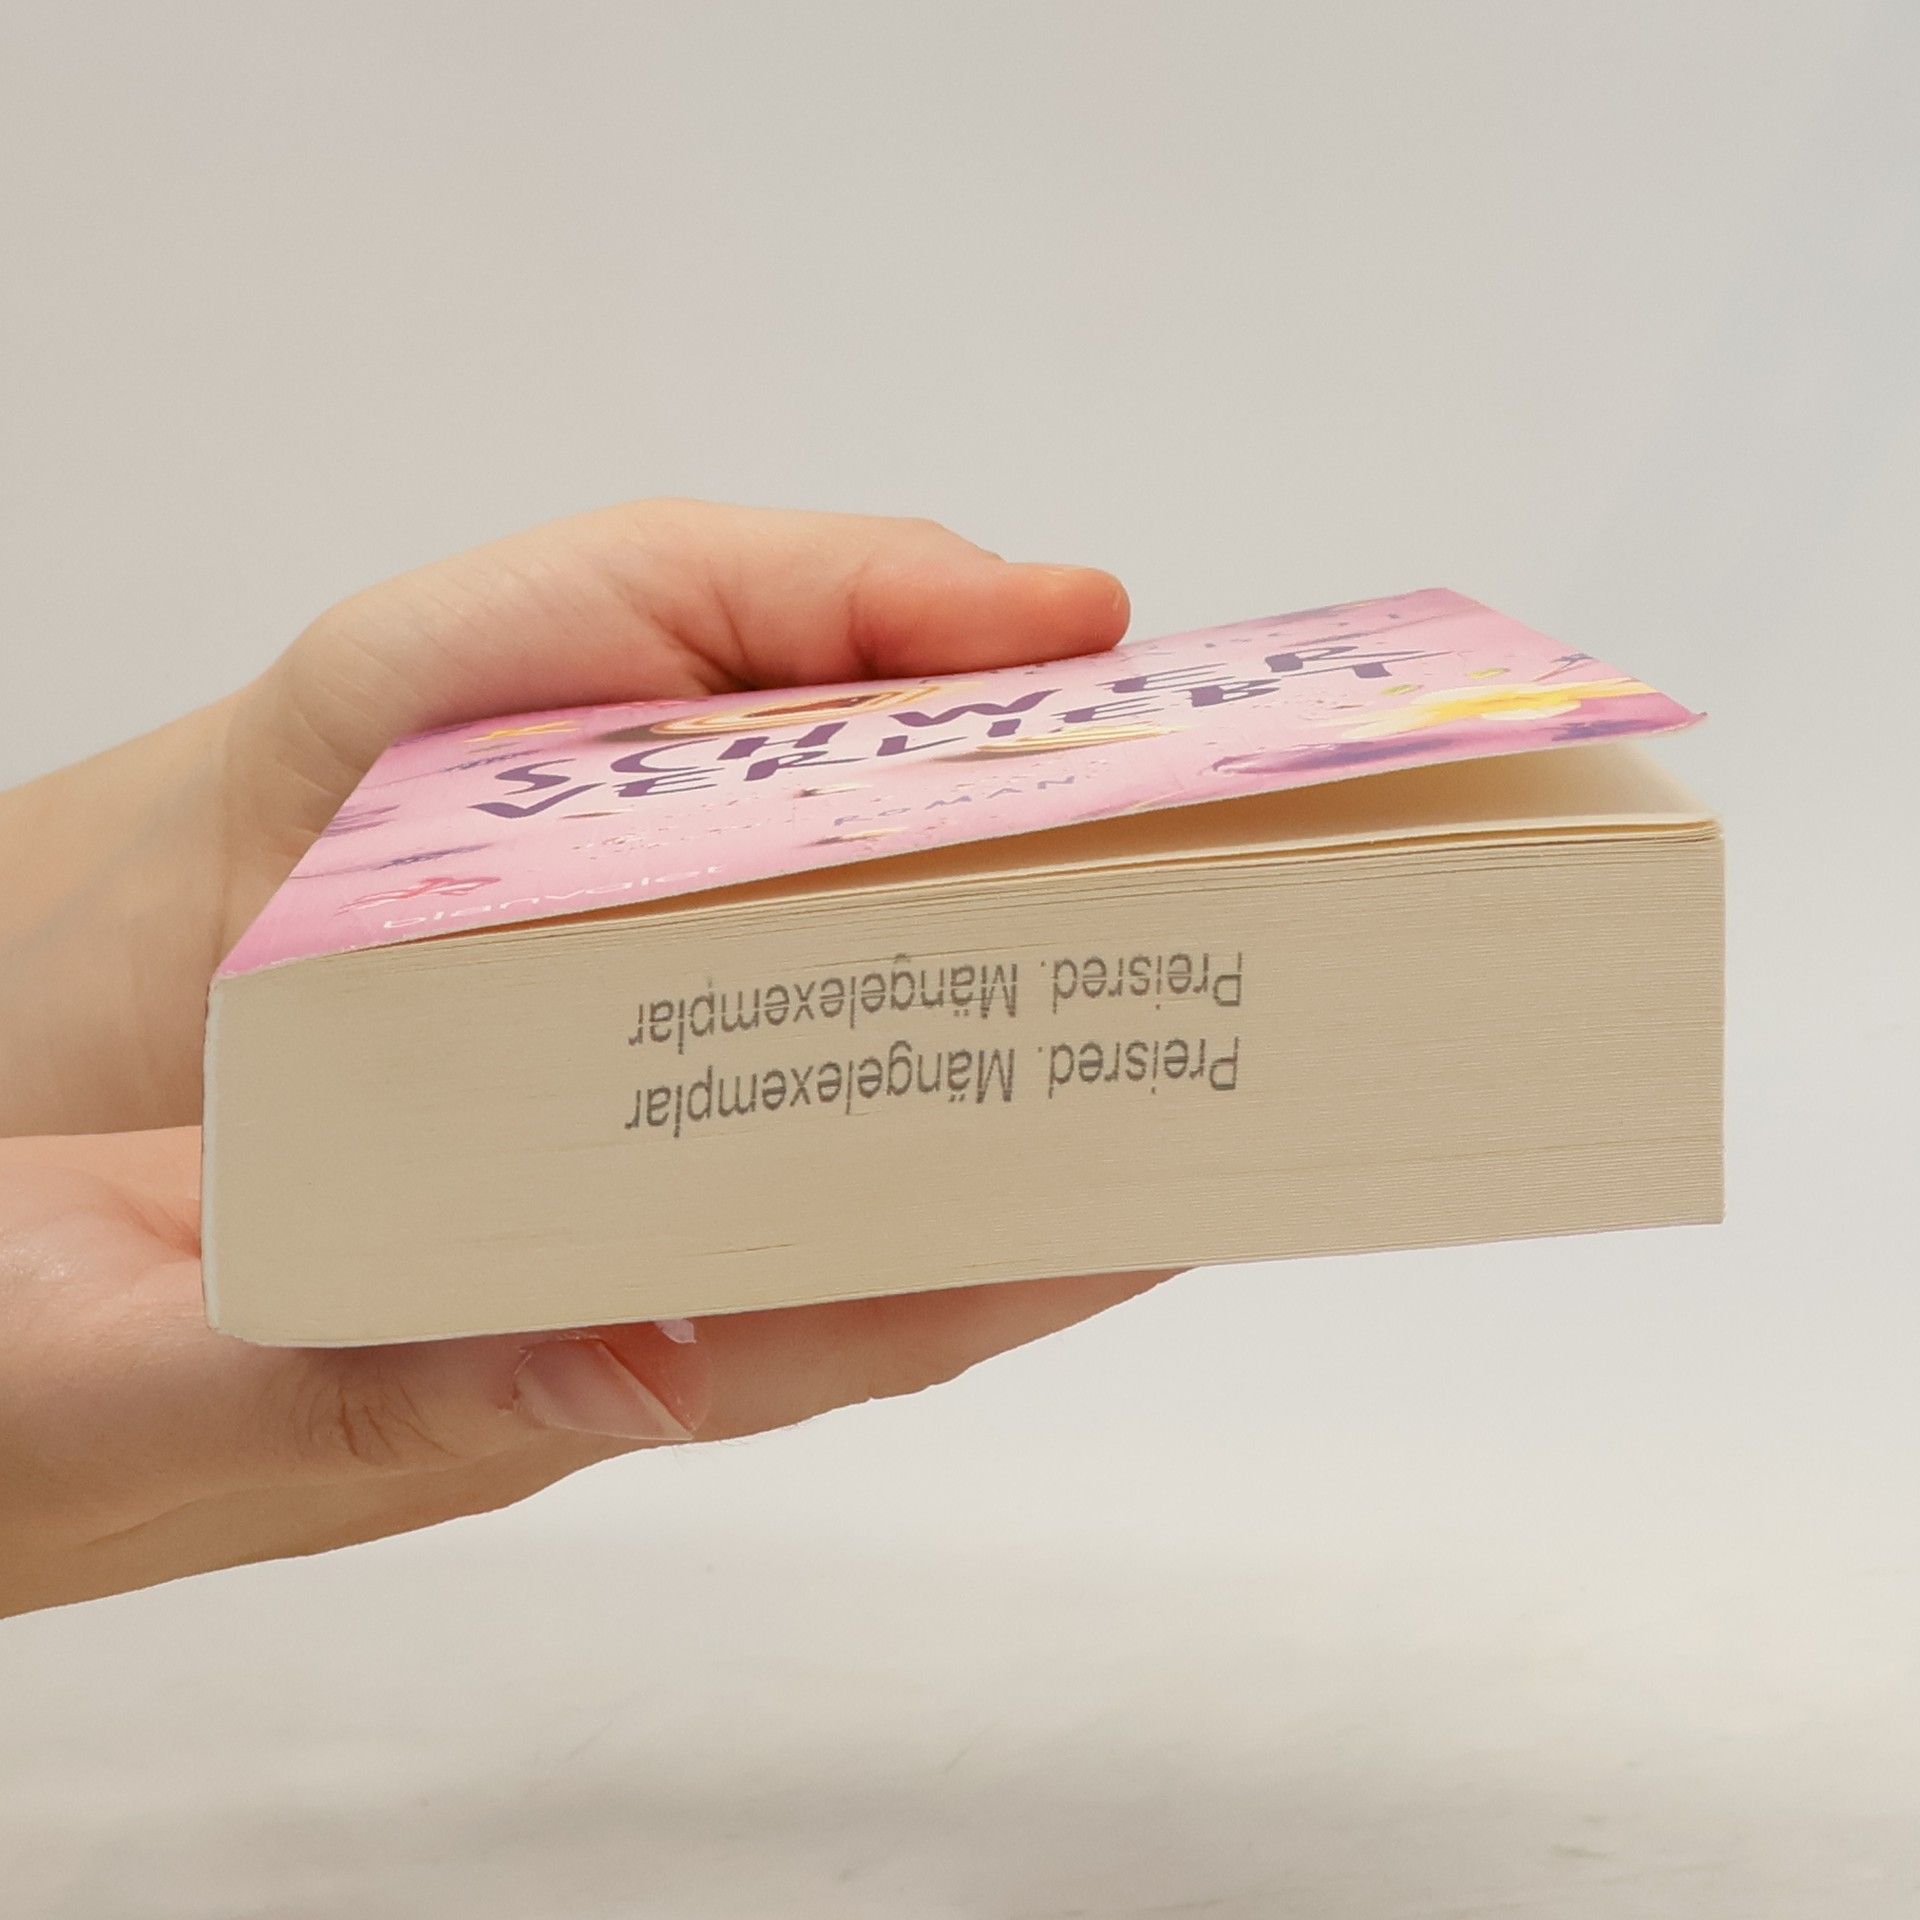 SCHWER
VERLIEBT
ROMAN
blanvalet
Preisred. Mängelexemplar
Preisred. Mängelexemplar